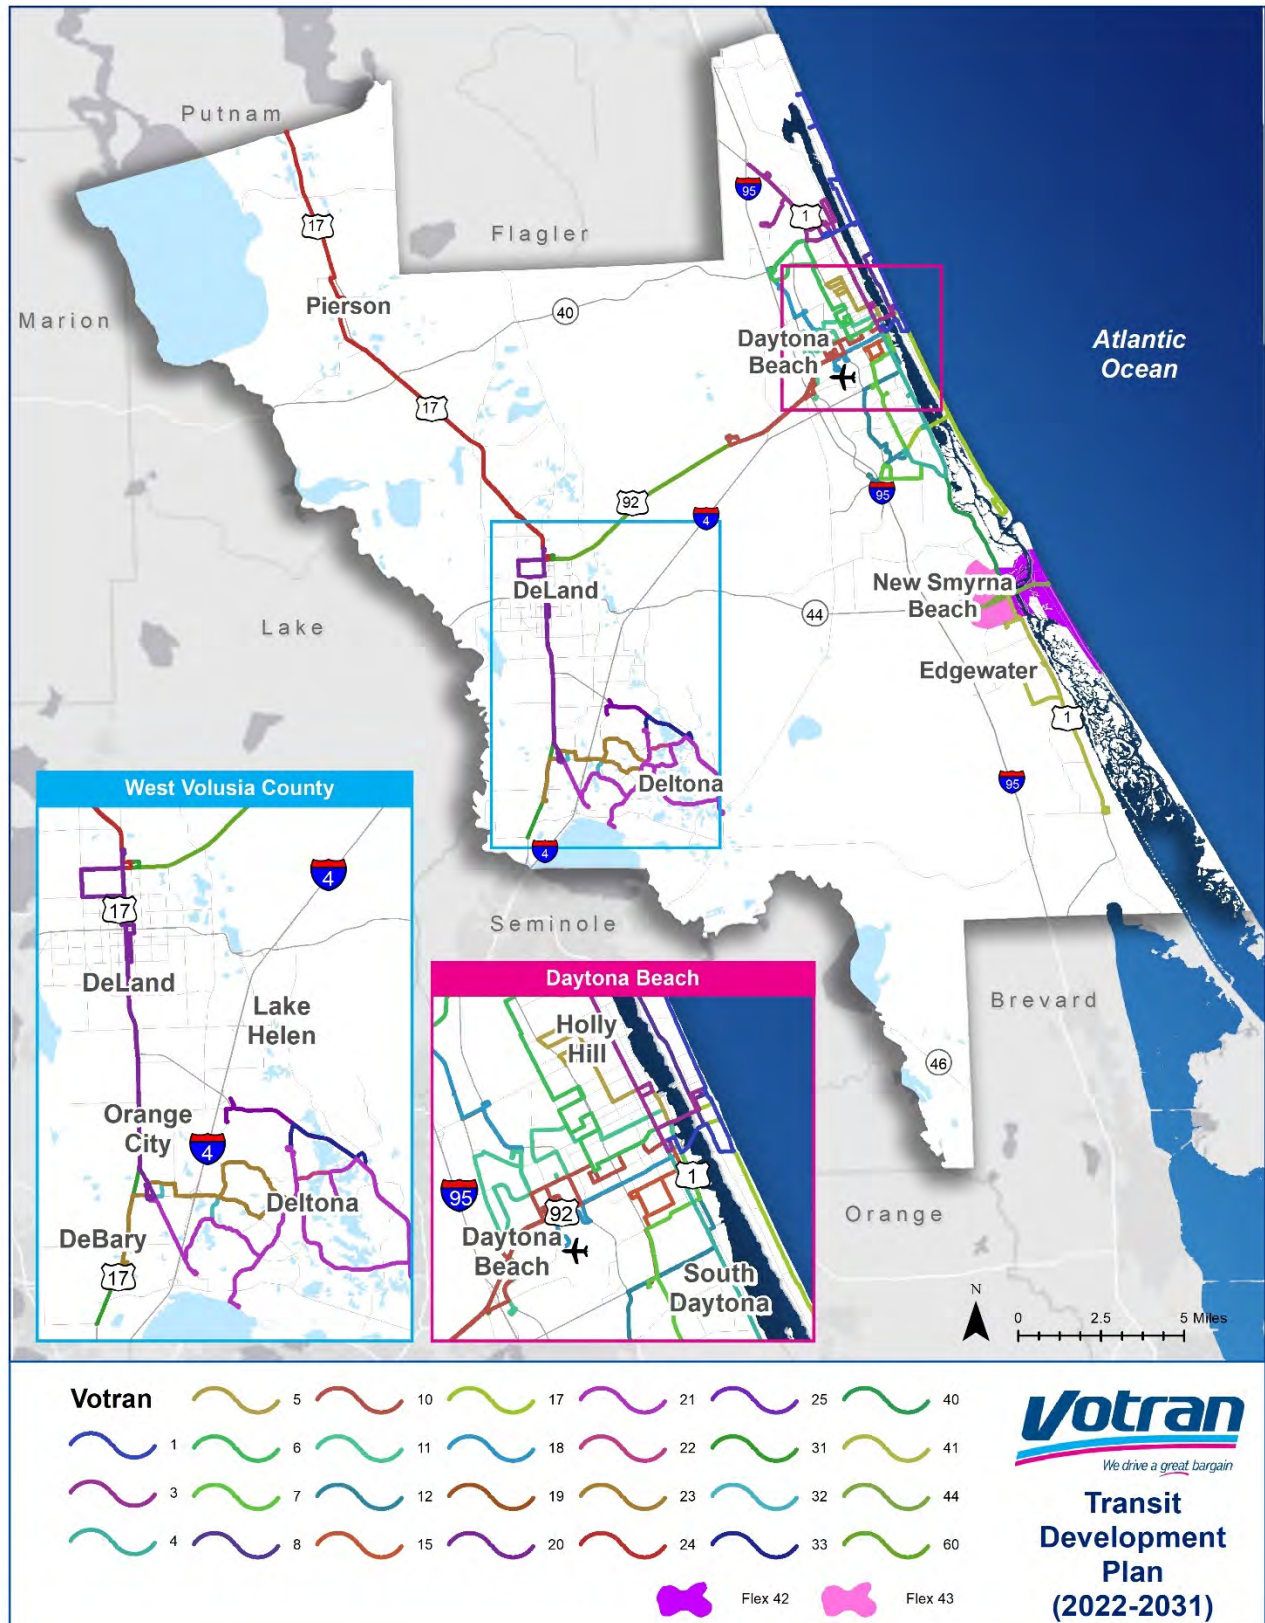 Putnam
95
17
1
Flagler
Pierson
Marion
40
Atlantic
Ocean
Daytona
Beach
17
95
92
4
DeLand
New Smyrna
Beach
44
Lake
Edgewater
1
95
Deltona
4
Seminole
Brevard
46
Orange
West Volusia County
4
17
DeLand
Lake
Helen
Orange
City
4
Deltona
DeBary
17
Daytona Beach
Holly
Hill
1
95
92
Daytona
Beach
South
Daytona
N
0 2.5 5 Miles
Votran
5 10 17 21 25 40
1 6 11 18 22 31 41
3 7 12 19 23 32 44
4 8 15 20 24 33 60
Flex 42 Flex 43
Votran
We drive a great bargain
Transit
Development
Plan
(2022-2031)